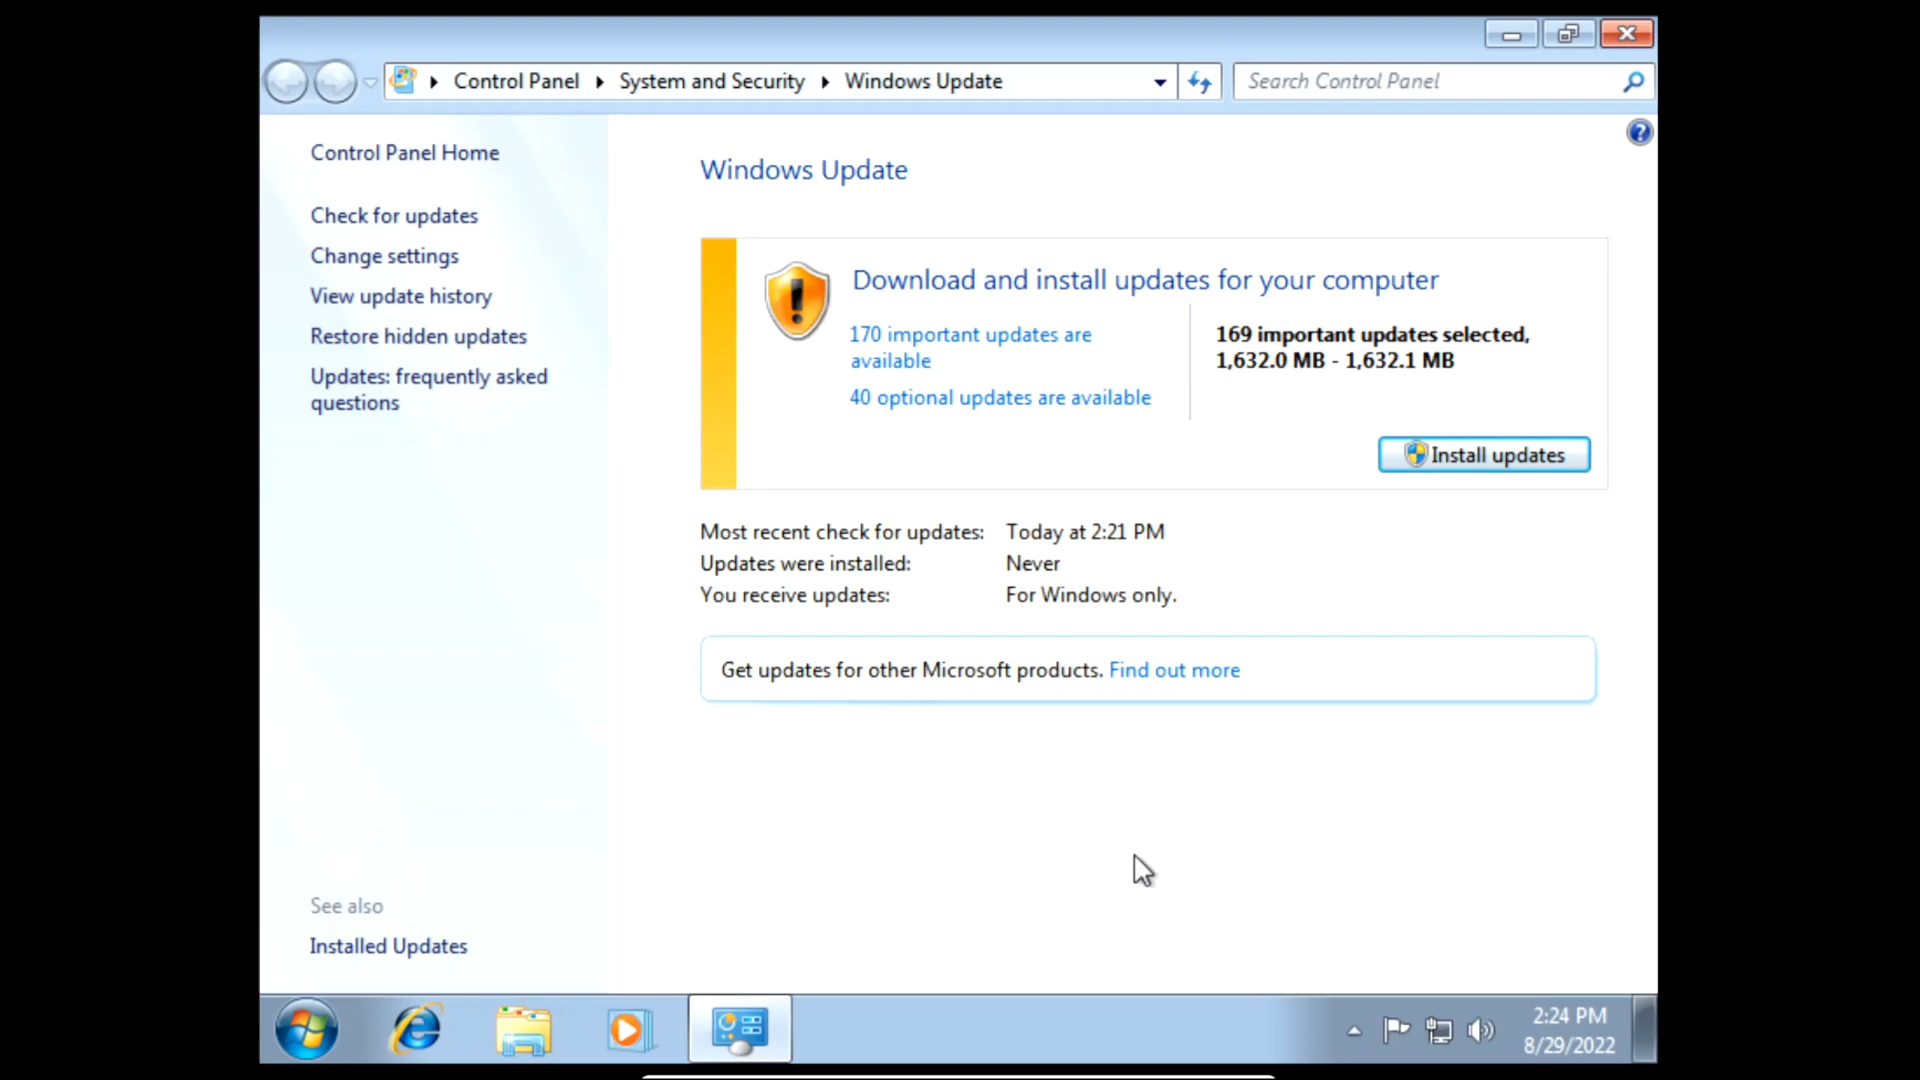 Control Panel
System and Security
Windows Update
Search Control Panel
Control Panel Home
Check for updates
Change settings
View update history
Restore hidden updates
Updates: frequently asked
questions
See also
Installed Updates
Windows Update
Download and install updates for your computer
170 important updates are
available
40 optional updates are available
169 important updates selected,
1,632.0 MB - 1,632.1 MB
Install updates
Most recent check for updates: Today at 2:21 PM
Updates were installed: Never
You receive updates: For Windows only.
Get updates for other Microsoft products. Find out more
2:24 PM
8/29/2022